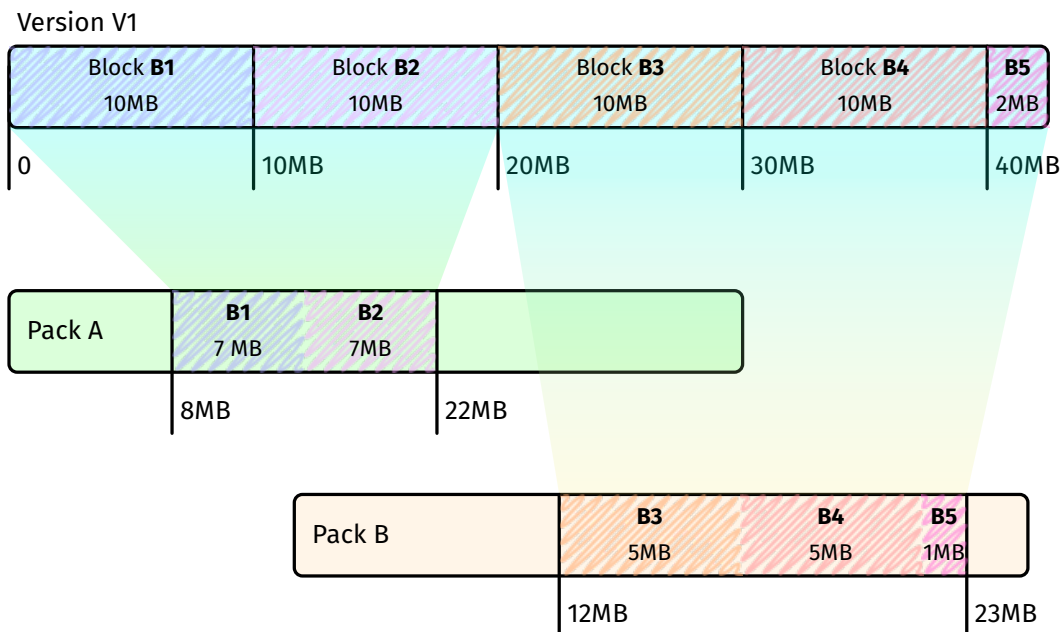 Version V1
Block B1
10MB
Block B2
10MB
Block B3
10MB
Block B4
10MB
B5
2MB
0
10MB
20MB
30MB
40MB
Pack A
B1
7 MB
B2
7MB
8MB
22MB
Pack B
B3
5MB
B4
5MB
B5
1MB
12MB
23MB